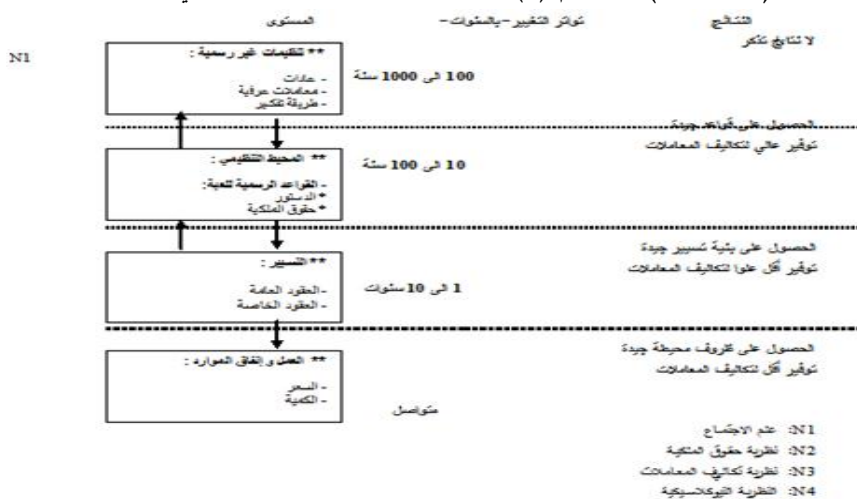 المستوى تواتر التغيير-بالسنوات- النتائج
N1
** تنظيمات غير رسمية :
- عادات
- معاملات عرفية
- طريقة تفكير
100 الى 1000 سنة
لا نتائج تذكر
** المحيط التنظيمي :
- القواعد الرسمية للعبة:
* الدستور
* حقوق الملكية
10 الى 100 سنة
الحصول على قواعد جيدة
توفير عالي لتكاليف المعاملات
** التسيير :
-العقود العامة
- العقود الخاصة
1 الى 10 سنوات
الحصول على بنية تسيير جيدة
توفير أقل علوا لتكاليف المعاملات
** العمل و إنفاق الموارد :
- السعر
- الكمية
متواصل
الحصول على ظروف محيطة جيدة
توفير أقل لتكاليف المعاملات
N1: علم الاجتماع
N2: نظرية حقوق الملكية
N3: نظرية تكاليف المعاملات
N4: النظرية النيوكلاسيكية